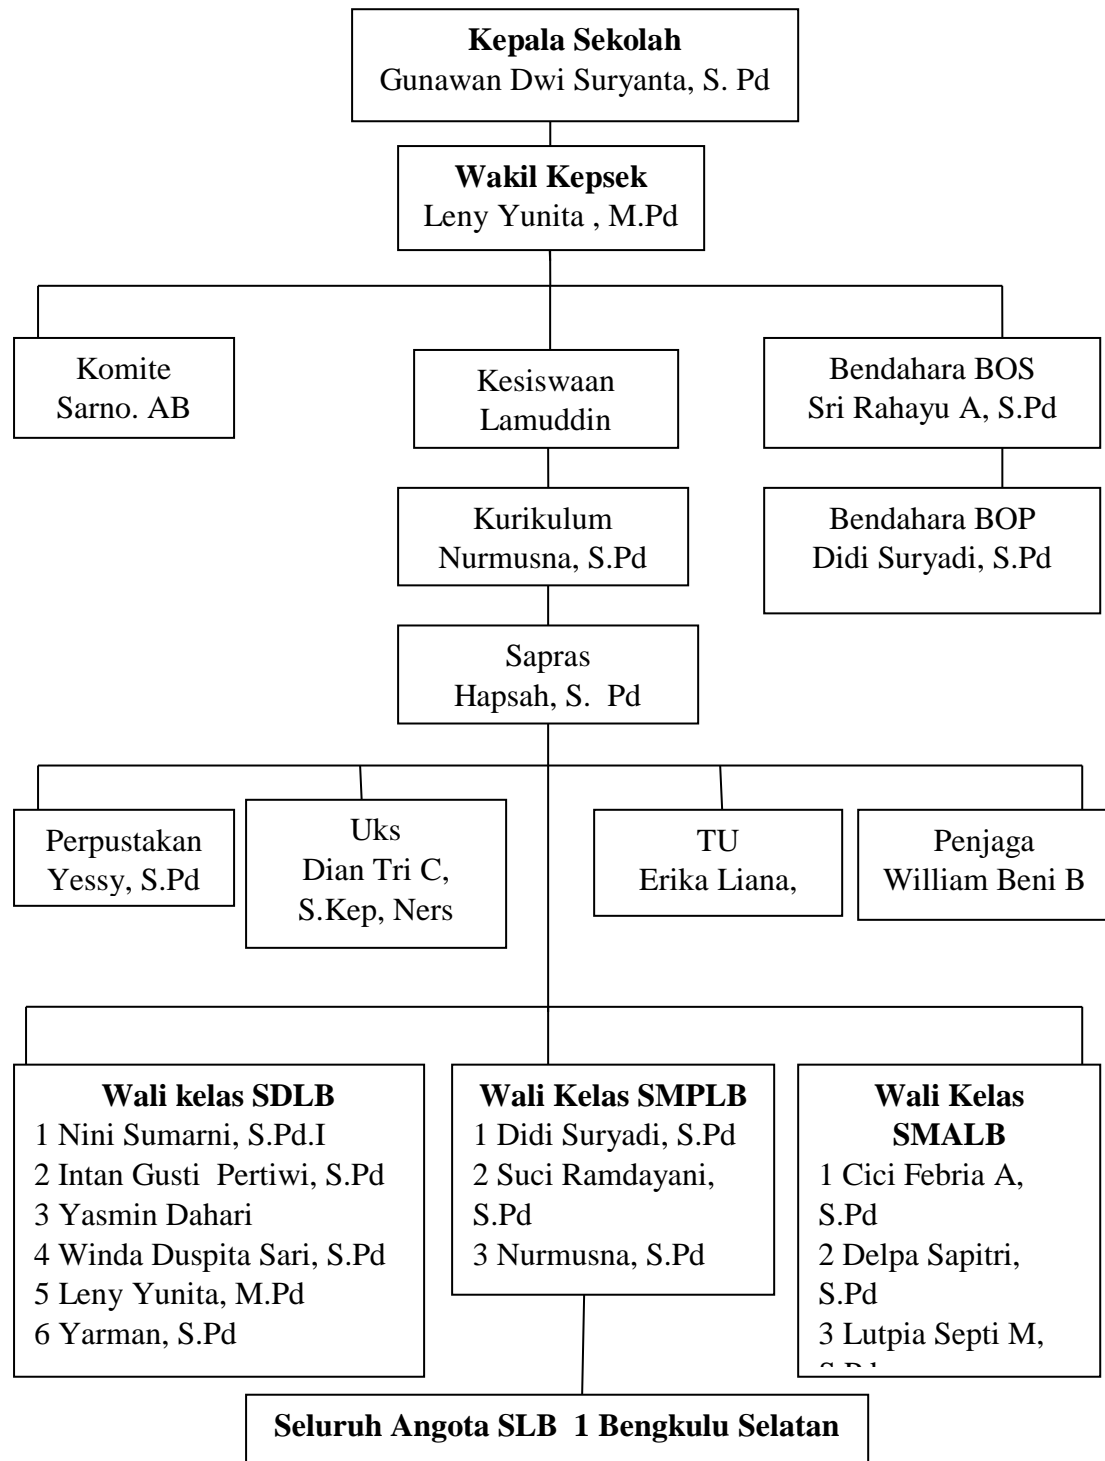 Kepala Sekolah
Gunawan Dwi Suryanta, S. Pd
Wakil Kepsek
Leny Yunita , M.Pd
Komite
Sarno. AB
Kesiswaan
Lamuddin
Bendahara BOS
Sri Rahayu A, S.Pd
Kurikulum
Nurmusna, S.Pd
Bendahara BOP
Didi Suryadi, S.Pd
Sapras
Hapsah, S.  Pd
Perpustakan
Yessy, S.Pd
Uks
Dian Tri C,
S.Kep, Ners
TU
Erika Liana,
Penjaga
William Beni B
Wali kelas SDLB
1 Nini Sumarni, S.Pd.I
2 Intan Gusti  Pertiwi, S.Pd
3 Yasmin Dahari
4 Winda Duspita Sari, S.Pd
5 Leny Yunita, M.Pd
6 Yarman, S.Pd
Wali Kelas SMPLB
1 Didi Suryadi, S.Pd
2 Suci Ramdayani,
S.Pd
3 Nurmusna, S.Pd
Wali Kelas
SMALB
1 Cici Febria A,
S.Pd
2 Delpa Sapitri,
S.Pd
3 Lutpia Septi M,
Seluruh Angota SLB  1 Bengkulu Selatan